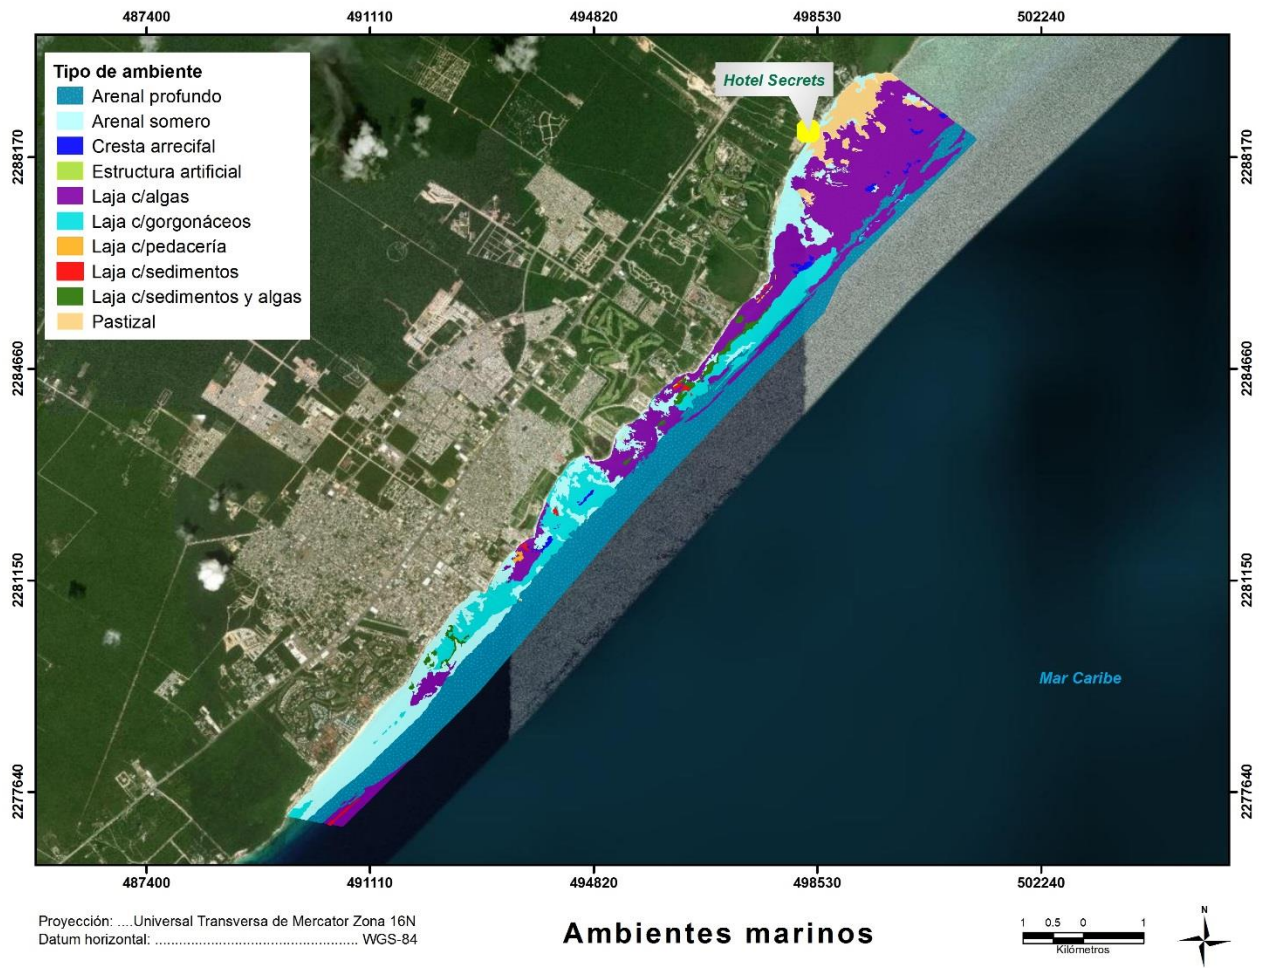 487400
491110
494820
498530
502240
Tipo de ambiente
Arenal profundo
Arenal somero
Cresta arrecifal
Estructura artificial
Laja c/algas
Laja c/gorgonáceos
Laja c/pedacería
Laja c/sedimentos
Laja c/sedimentos y algas
Pastizal
Hotel Secrets
2288170
2288170
2284660
2284660
2281150
2281150
Mar Caribe
2277640
2277640
487400
491110
494820
498530
502240
Proyección: ....Universal Transversa de Mercator Zona 16N
Datum horizontal: ..................................................... WGS-84
Ambientes marinos
1 0.5 0 1
Kilómetros
N